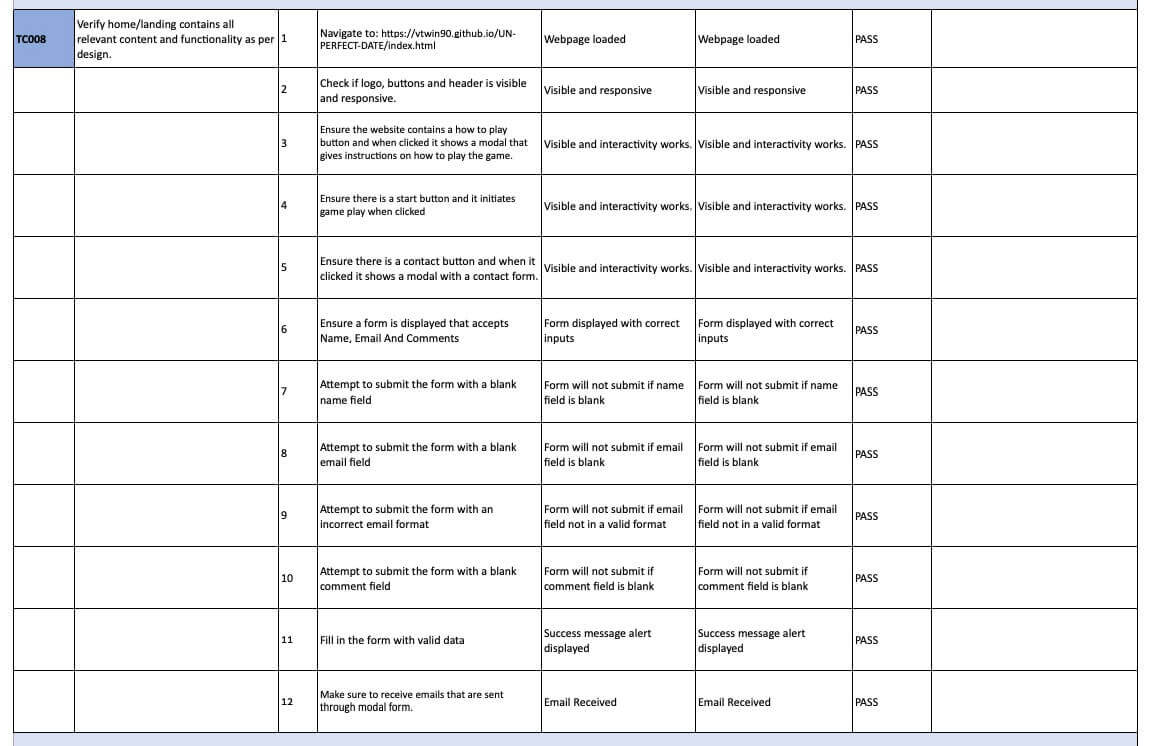 TC008
Verify home/landing contains all
relevant content and functionality as per
design.
1
Navigate to: https://vtwin90.github.io/UN-
PERFECT-DATE/index.html
Webpage loaded
Webpage loaded
PASS
2
Check if logo, buttons and header is visible
and responsive.
Visible and responsive
Visible and responsive
PASS
3
Ensure the website contains a how to play
button and when clicked it shows a modal that
gives instructions on how to play the game.
Visible and interactivity works.
Visible and interactivity works.
PASS
4
Ensure there is a start button and it initiates
game play when clicked
Visible and interactivity works.
Visible and interactivity works.
PASS
5
Ensure there is a contact button and when it
clicked it shows a modal with a contact form.
Visible and interactivity works.
Visible and interactivity works.
PASS
6
Ensure a form is displayed that accepts
Name, Email And Comments
Form displayed with correct
inputs
Form displayed with correct
inputs
PASS
7
Attempt to submit the form with a blank
name field
Form will not submit if name
field is blank
Form will not submit if name
field is blank
PASS
8
Attempt to submit the form with a blank
email field
Form will not submit if email
field is blank
Form will not submit if email
field is blank
PASS
9
Attempt to submit the form with an
incorrect email format
Form will not submit if email
field not in a valid format
Form will not submit if email
field not in a valid format
PASS
10
Attempt to submit the form with a blank
comment field
Form will not submit if
comment field is blank
Form will not submit if
comment field is blank
PASS
11
Fill in the form with valid data
Success message alert
displayed
Success message alert
displayed
PASS
12
Make sure to receive emails that are sent
through modal form.
Email Received
Email Received
PASS